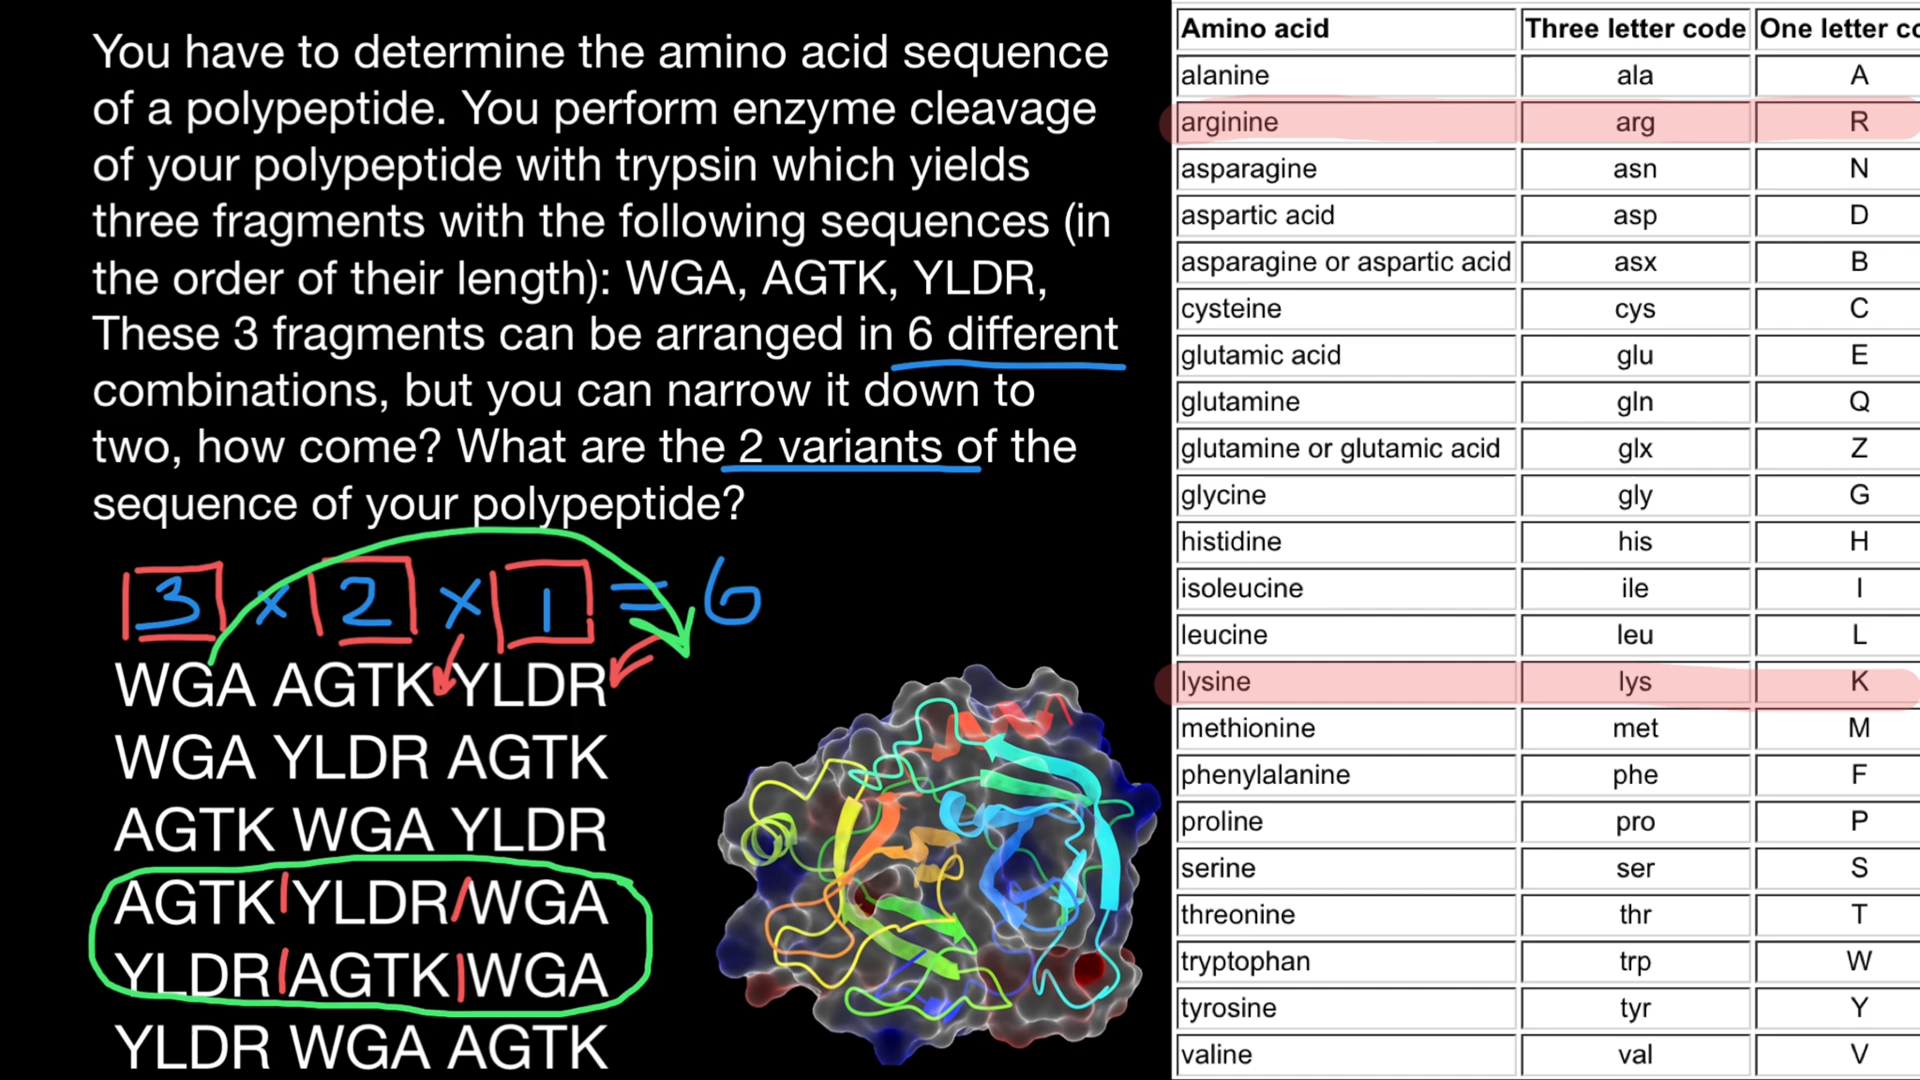 You have to determine the amino acid sequence
of a polypeptide. You perform enzyme cleavage
of your polypeptide with trypsin which yields
three fragments with the following sequences (in
the order of their length): WGA, AGTK, YLDR,
These 3 fragments can be arranged in 6 different
combinations, but you can narrow it down to
two, how come? What are the 2 variants of the
sequence of your polypeptide?
3 x 2 x 1 = 6
WGA AGTK YLDR
WGA YLDR AGTK
AGTK WGA YLDR
AGTK YLDR WGA
YLDR AGTK WGA
YLDR WGA AGTK
Amino acid Three letter code One letter co
alanine ala A
arginine arg R
asparagine asn N
aspartic acid asp D
asparagine or aspartic acid asx B
cysteine cys C
glutamic acid glu E
glutamine gln Q
glutamine or glutamic acid glx Z
glycine gly G
histidine his H
isoleucine ile I
leucine leu L
lysine lys K
methionine met M
phenylalanine phe F
proline pro P
serine ser S
threonine thr T
tryptophan trp W
tyrosine tyr Y
valine val V